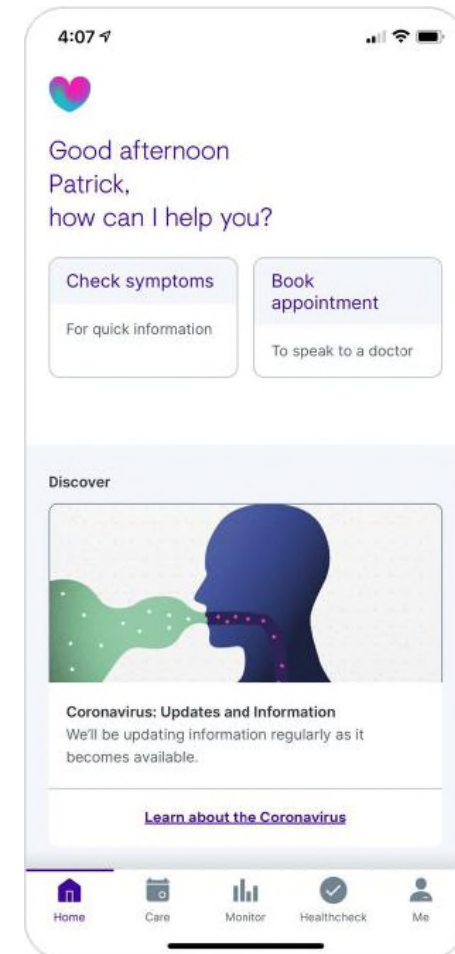 4:07
Good afternoon
Patrick,
how can I help you?
Check symptoms
For quick information
Book
appointment
To speak to a doctor
Discover
Coronavirus: Updates and Information
We'll be updating information regularly as it
becomes available.
Learn about the Coronavirus
Home
Care
Monitor
Healthcheck
Me